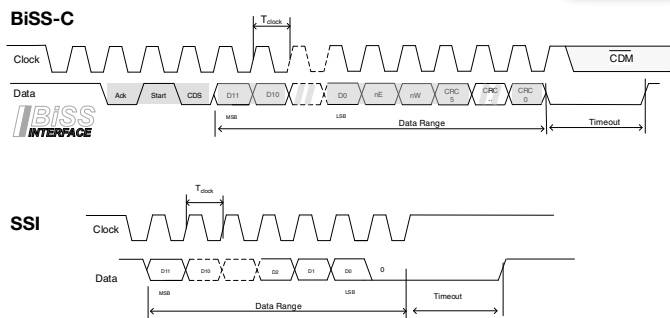 BiSS-C
Tclock
Clock
CDM
Data
Ack Start CDS D11 D10 D0 nE nW CRC 5 CRC .. CRC 0
BiSS
INTERFACE
MSB
LSB
Data Range
Timeout
Tclock
SSI
Clock
Data
D11 D10 D2 D1 D0 0
MSB
LSB
Data Range
Timeout